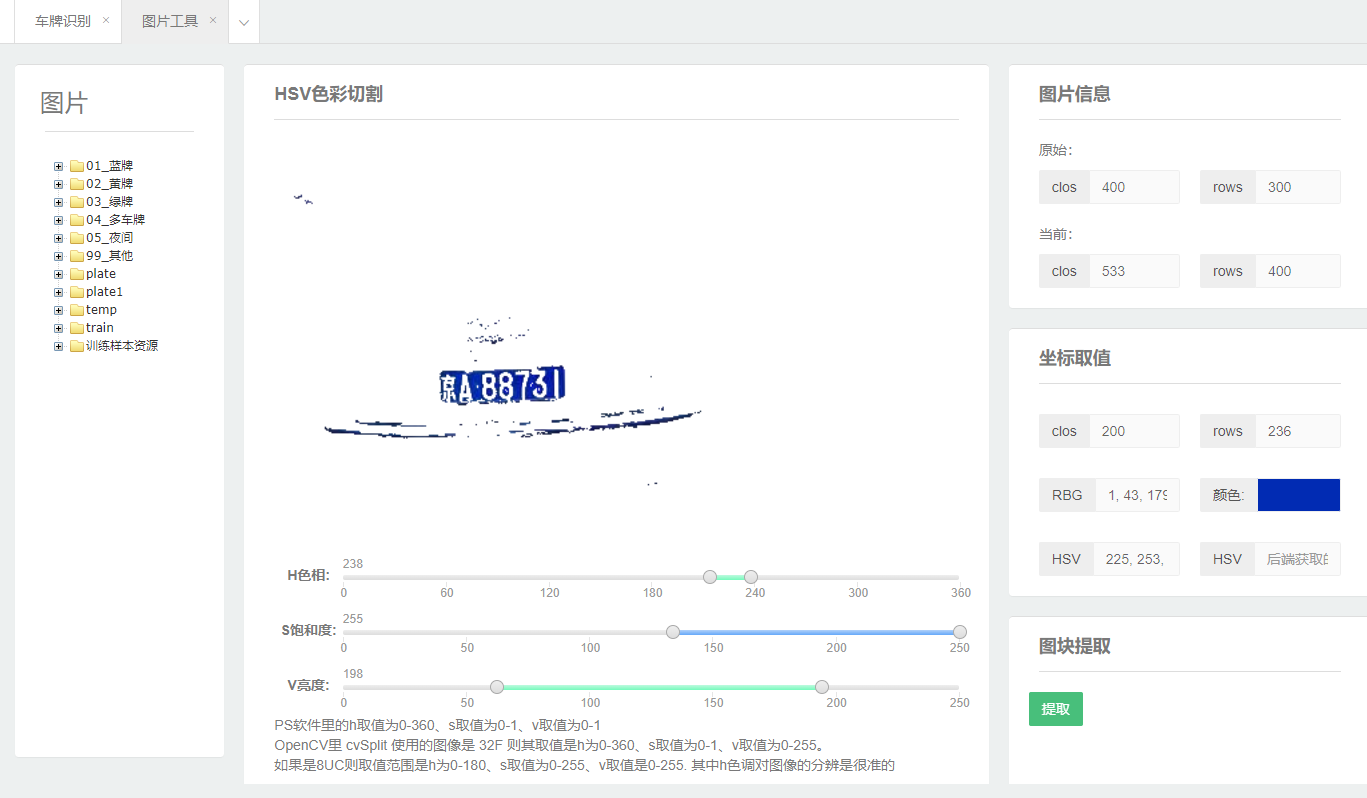 车牌识别 ×
图片工具 ×
图片
01_蓝牌
02_黄牌
03_绿牌
04_多车牌
05_夜间
99_其他
plate
plate1
temp
train
训练样本资源
HSV色彩切割
京A 88731
H色相:
238
0 60 120 180 240 300 360
S饱和度:
255
0 50 100 150 200 250
V亮度:
198
0 50 100 150 200 250
PS软件里的h取值为0-360、s取值为0-1、v取值为0-1
OpenCV里 cvSplit 使用的图像是 32F 则其取值是h为0-360、s取值为0-1、v取值为0-255。
如果是8UC则取值范围是h为0-180、s取值为0-255、v取值是0-255. 其中h色调对图像的分辨是很准的
图片信息
原始:
clos 400 rows 300
当前:
clos 533 rows 400
坐标取值
clos 200 rows 236
RBG 1, 43, 179 颜色:
HSV 225, 253, HSV 后端获取
图块提取
提取